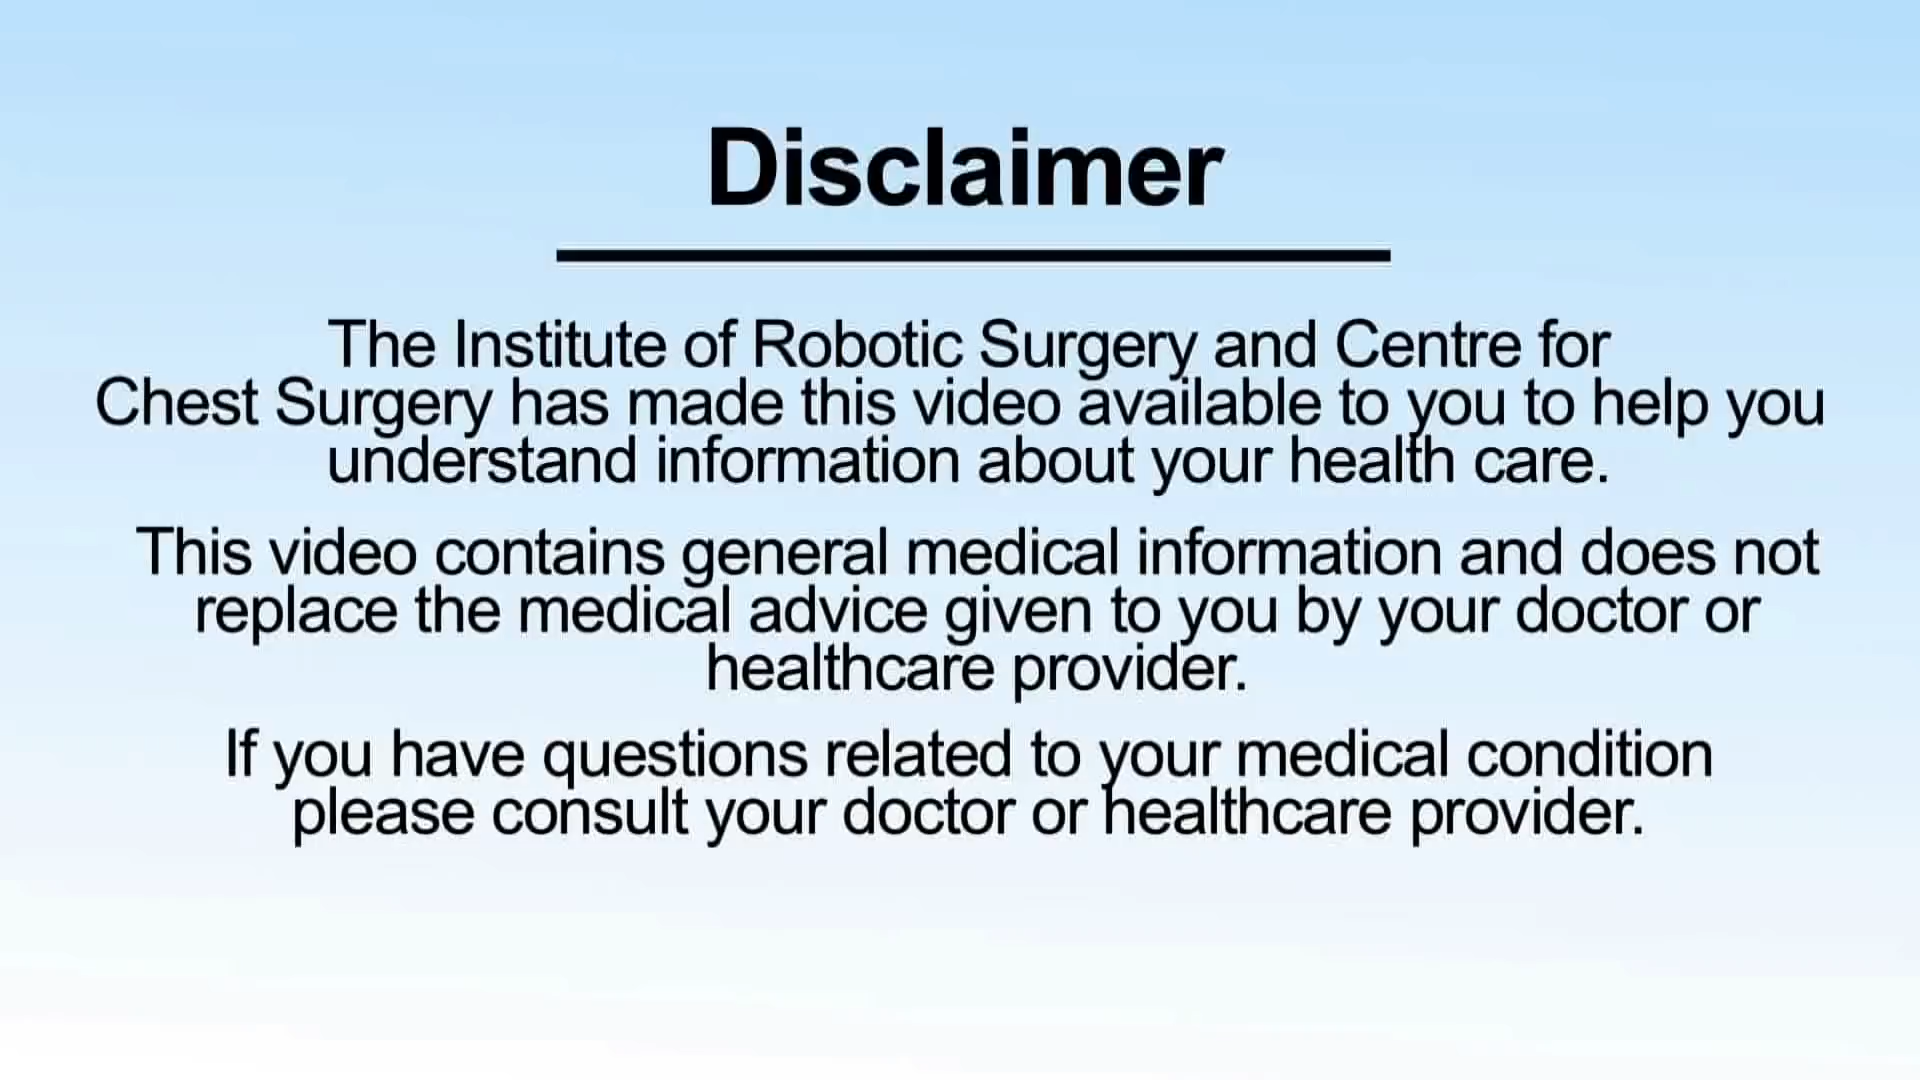 Disclaimer
The Institute of Robotic Surgery and Centre for
Chest Surgery has made this video available to you to help you
understand information about your health care.
This video contains general medical information and does not
replace the medical advice given to you by your doctor or
healthcare provider.
If you have questions related to your medical condition
please consult your doctor or healthcare provider.